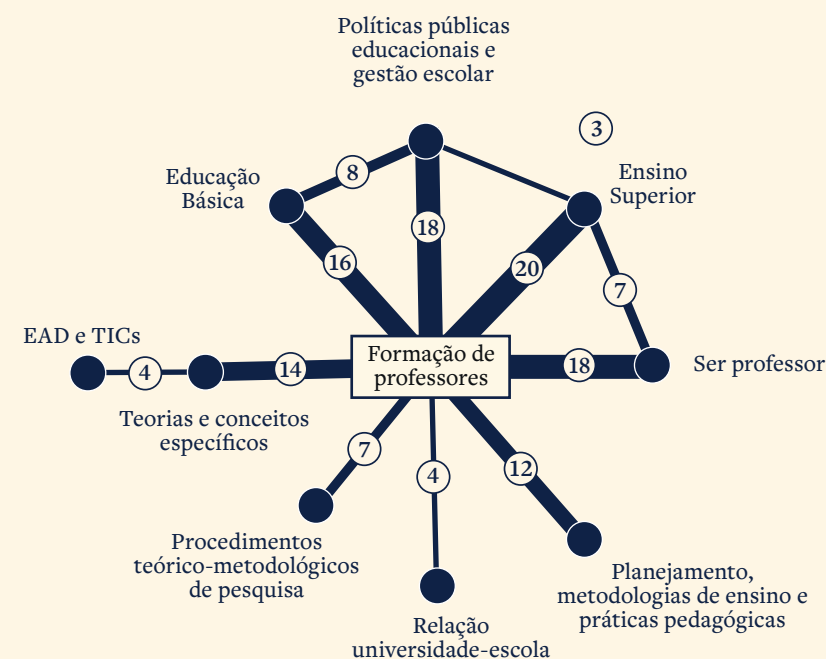 Políticas públicas
educacionais e
gestão escolar
3
Educação
Básica
8
Ensino
Superior
18
16
20
7
EAD e TICs
4
14
Formação de
professores
18
Ser professor
Teorias e conceitos
específicos
7
4
12
Procedimentos
teórico-metodológicos
de pesquisa
Planejamento,
metodologias de ensino e
práticas pedagógicas
Relação
universidade-escola